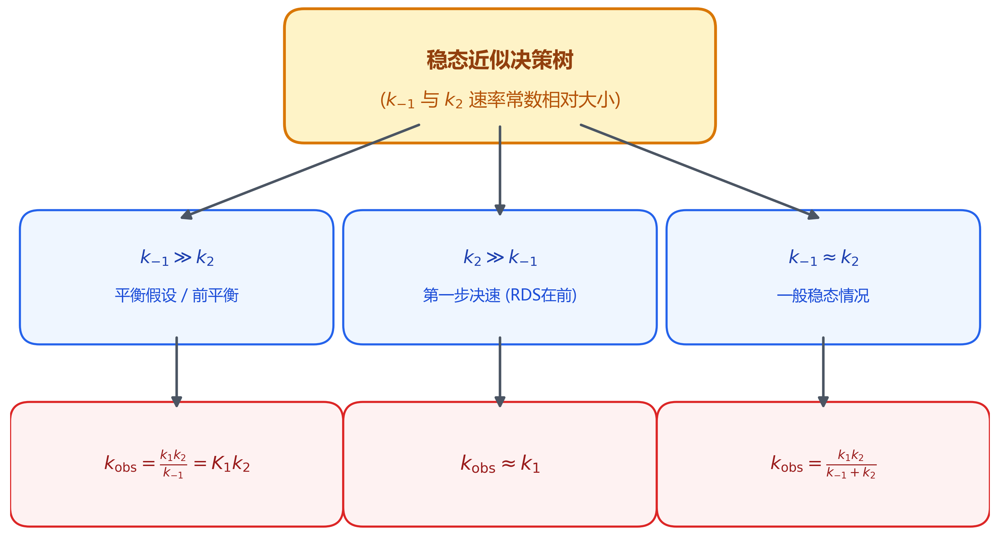 稳态近似决策树
(k₋₁ 与 k₂ 速率常数相对大小)
k₋₁ ≫ k₂
平衡假设 / 前平衡
k₂ ≫ k₋₁
第一步决速 (RDS在前)
k₋₁ ≈ k₂
一般稳态情况
k_obs = k₁k₂/k₋₁ = K₁k₂
k_obs ≈ k₁
k_obs = k₁k₂/(k₋₁ + k₂)